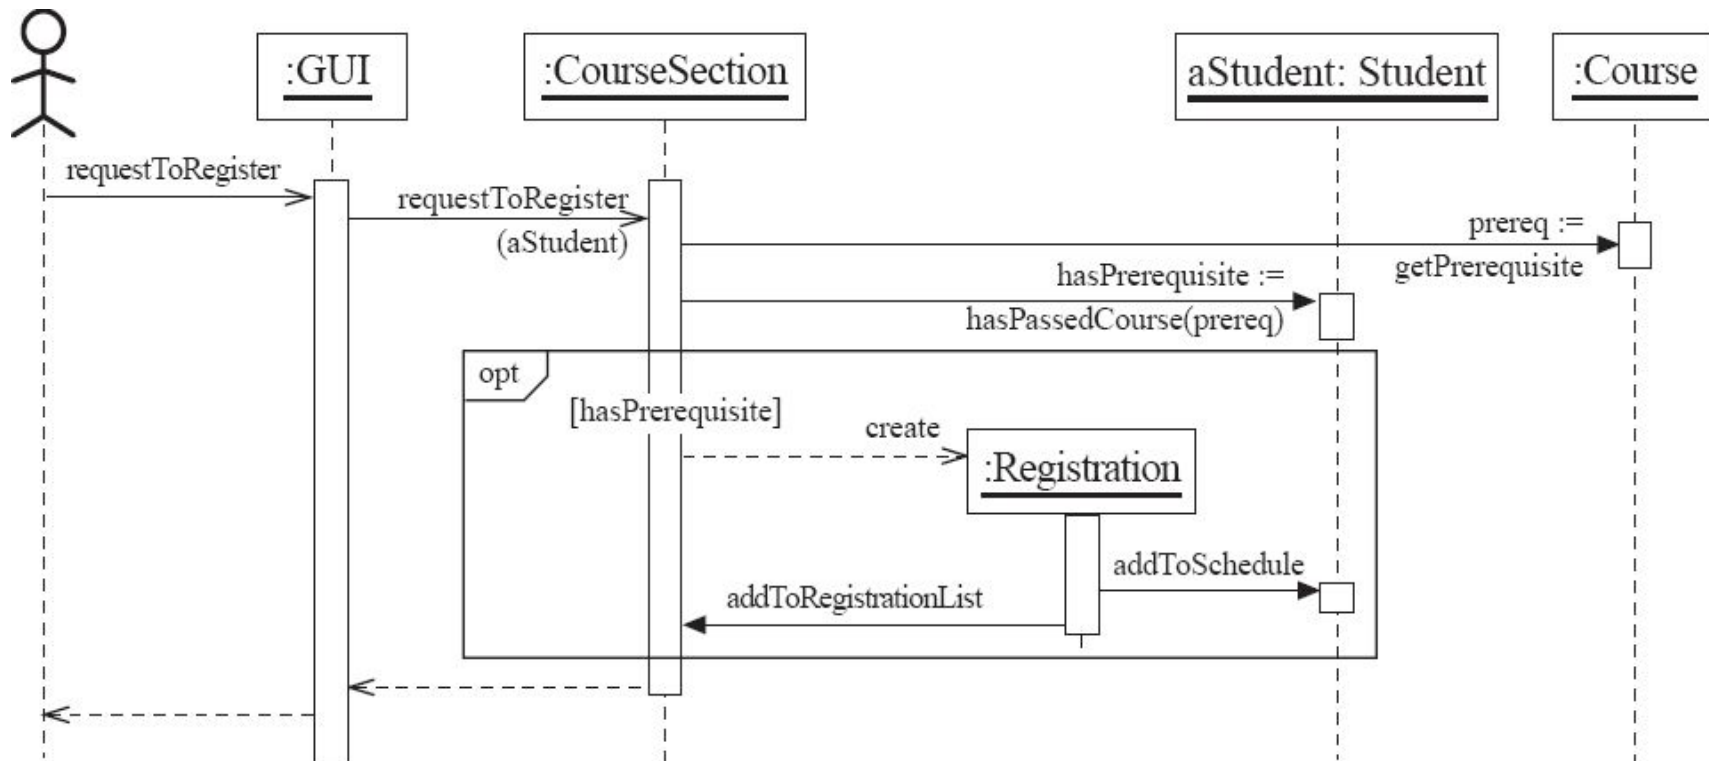 :GUI
:CourseSection
aStudent: Student
:Course
requestToRegister
requestToRegister
(aStudent)
prereq :=
getPrerequisite
hasPrerequisite :=
hasPassedCourse(prereq)
opt
[hasPrerequisite]
create
:Registration
addToSchedule
addToRegistrationList